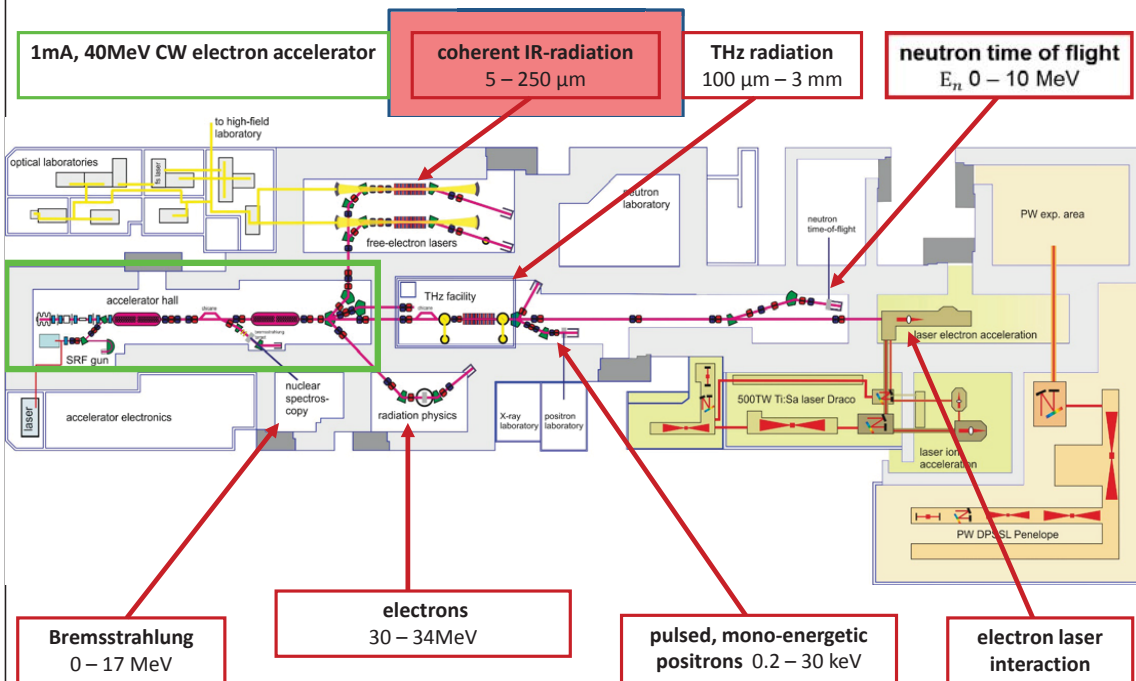 1mA, 40MeV CW electron accelerator
coherent IR-radiation
5 – 250 µm
THz radiation
100 µm – 3 mm
neutron time of flight
Eₙ 0 – 10 MeV
to high-field
laboratory
optical laboratories
fs laser
free-electron lasers
neutron
laboratory
neutron
time-of-flight
PW exp. area
accelerator hall
chicane
THz facility
chicane
SRF gun
laser electron acceleration
laser
accelerator electronics
nuclear
spectros-
copy
radiation physics
X-ray
laboratory
positron
laboratory
500TW Ti:Sa laser Draco
laser ion
acceleration
PW DPSSL Penelope
Bremsstrahlung
0 – 17 MeV
electrons
30 – 34MeV
pulsed, mono-energetic
positrons 0.2 – 30 keV
electron laser
interaction